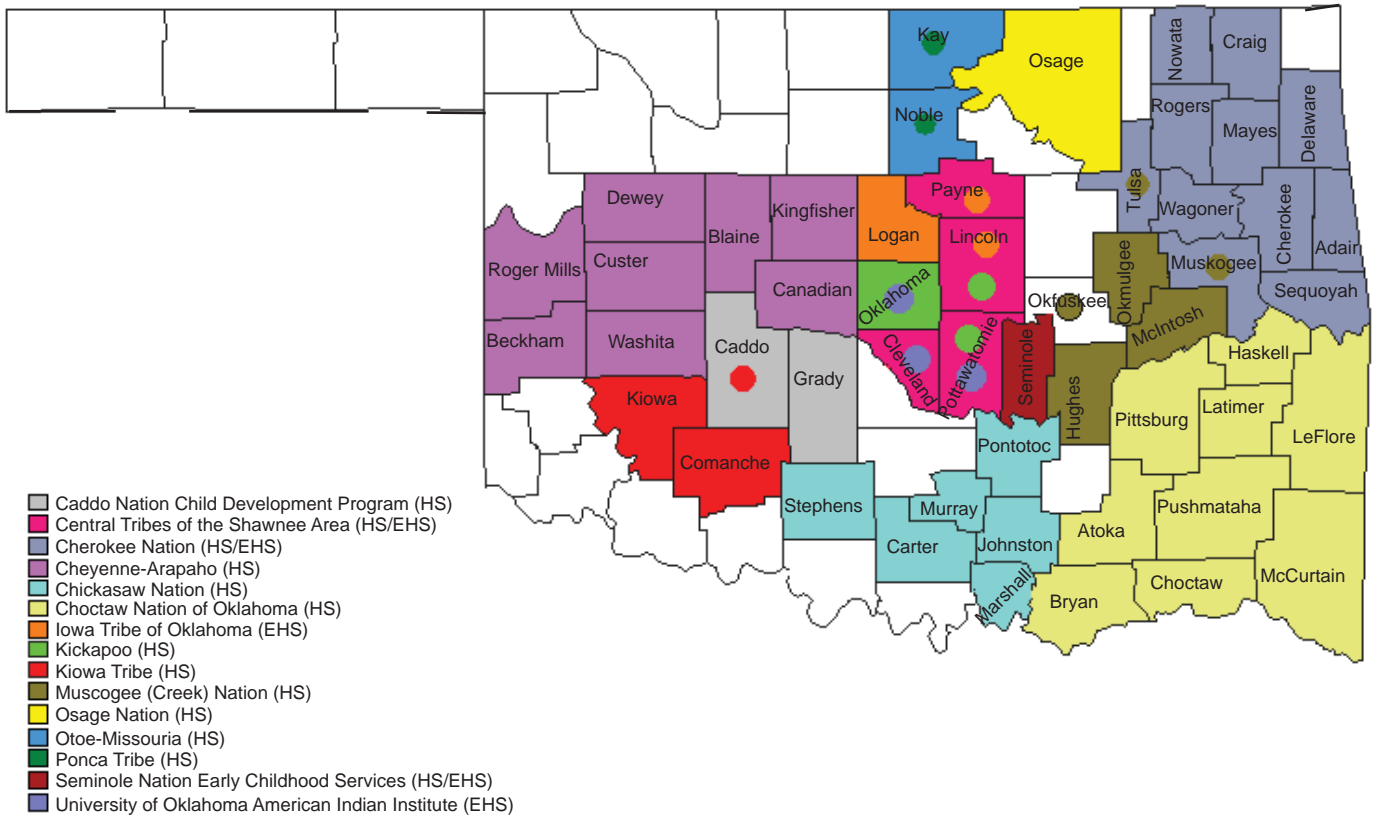 Kay
Osage
Nowata
Craig
Noble
Rogers
Mayes
Delaware
Dewey
Kingfisher
Payne
Tulsa
Wagoner
Cherokee
Adair
Blaine
Logan
Lincoln
Roger Mills
Custer
Canadian
Oklahoma
Okfuskee
Okmulgee
Muskogee
Sequoyah
Beckham
Washita
Caddo
Grady
Cleveland
Pottawatomie
Seminole
Hughes
McIntosh
Haskell
Kiowa
Comanche
Pontotoc
Pittsburg
Latimer
LeFlore
Stephens
Murray
Carter
Johnston
Marshall
Atoka
Pushmataha
Bryan
Choctaw
McCurtain
Caddo Nation Child Development Program (HS)
Central Tribes of the Shawnee Area (HS/EHS)
Cherokee Nation (HS/EHS)
Cheyenne-Arapaho (HS)
Chickasaw Nation (HS)
Choctaw Nation of Oklahoma (HS)
Iowa Tribe of Oklahoma (EHS)
Kickapoo (HS)
Kiowa Tribe (HS)
Muscogee (Creek) Nation (HS)
Osage Nation (HS)
Otoe-Missouria (HS)
Ponca Tribe (HS)
Seminole Nation Early Childhood Services (HS/EHS)
University of Oklahoma American Indian Institute (EHS)